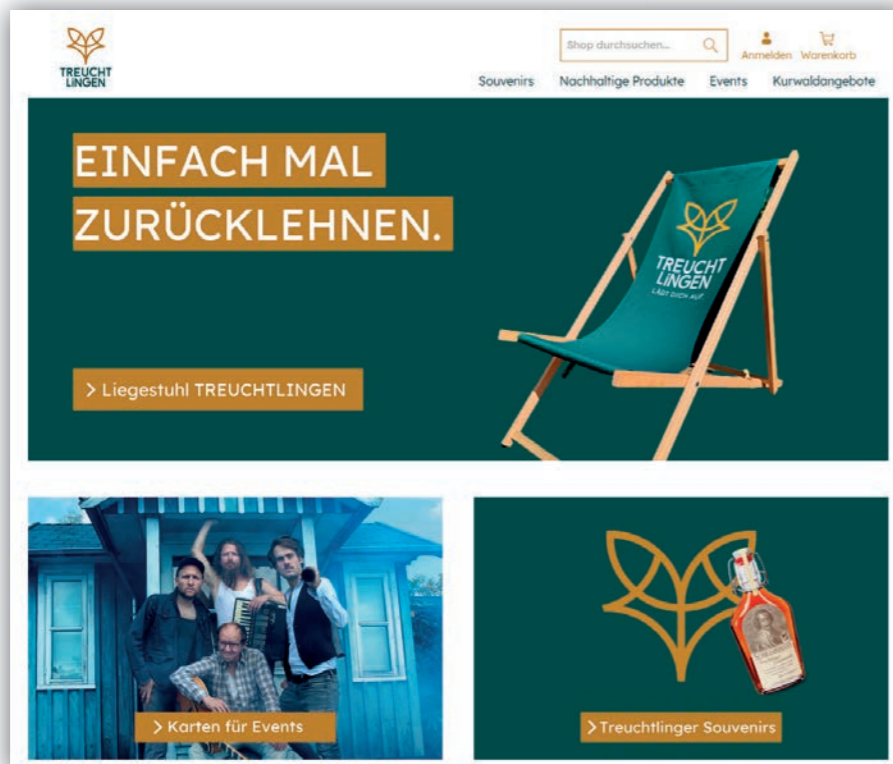 TREUCHT
LINGEN
Shop durchsuchen...
Anmelden Warenkorb
Souvenirs Nachhaltige Produkte Events Kurwaldangebote
EINFACH MAL
ZURÜCKLEHNEN.
TREUCHT
LINGEN
LÄDT DICH AUF.
> Liegestuhl TREUCHTLINGEN
> Karten für Events
> Treuchtlinger Souvenirs